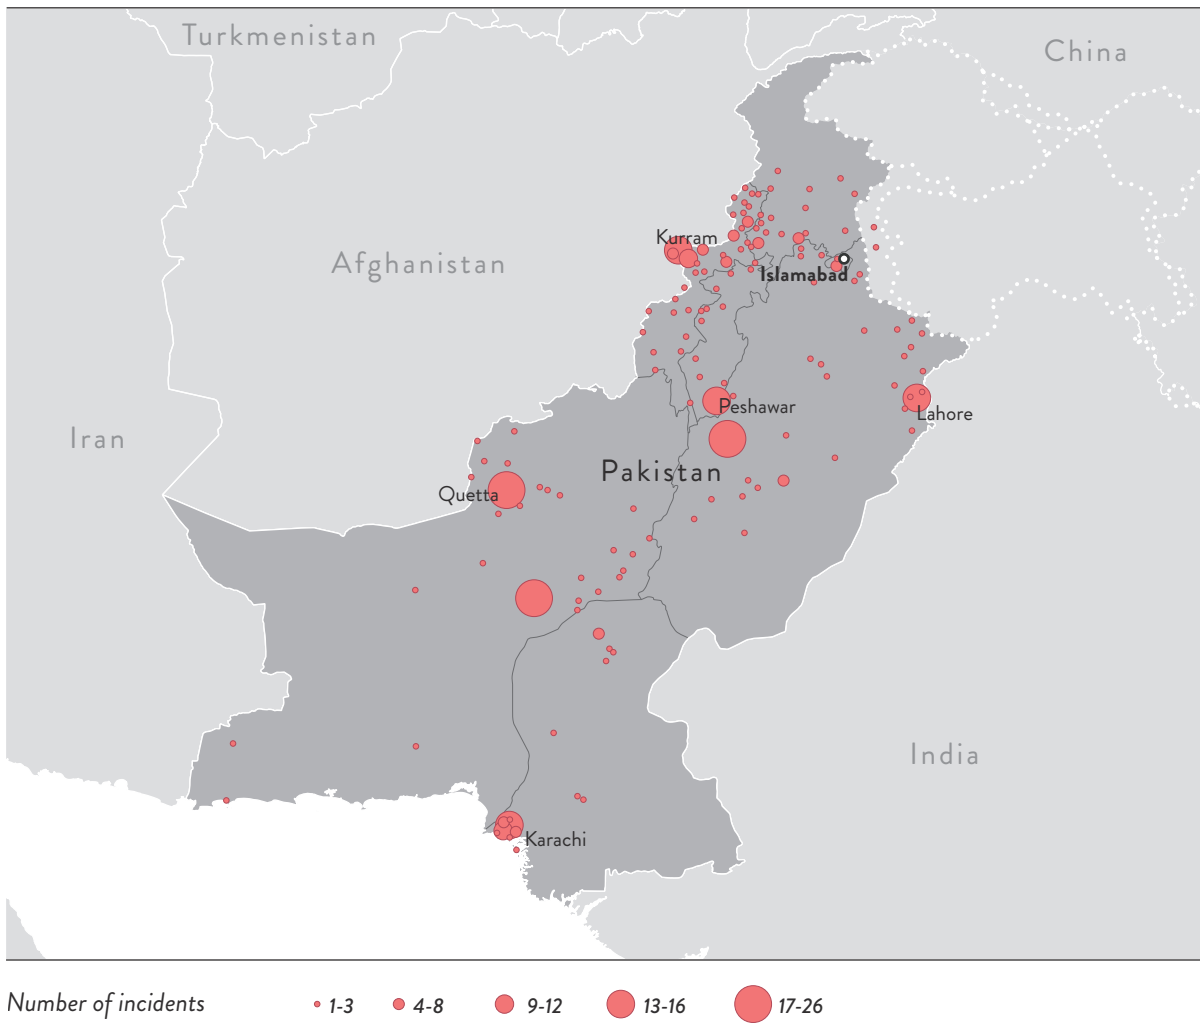 Turkmenistan
China
Kurram
Afghanistan
Islamabad
Peshawar
Lahore
Iran
Pakistan
Quetta
India
Karachi
Number of incidents
1-3
4-8
9-12
13-16
17-26